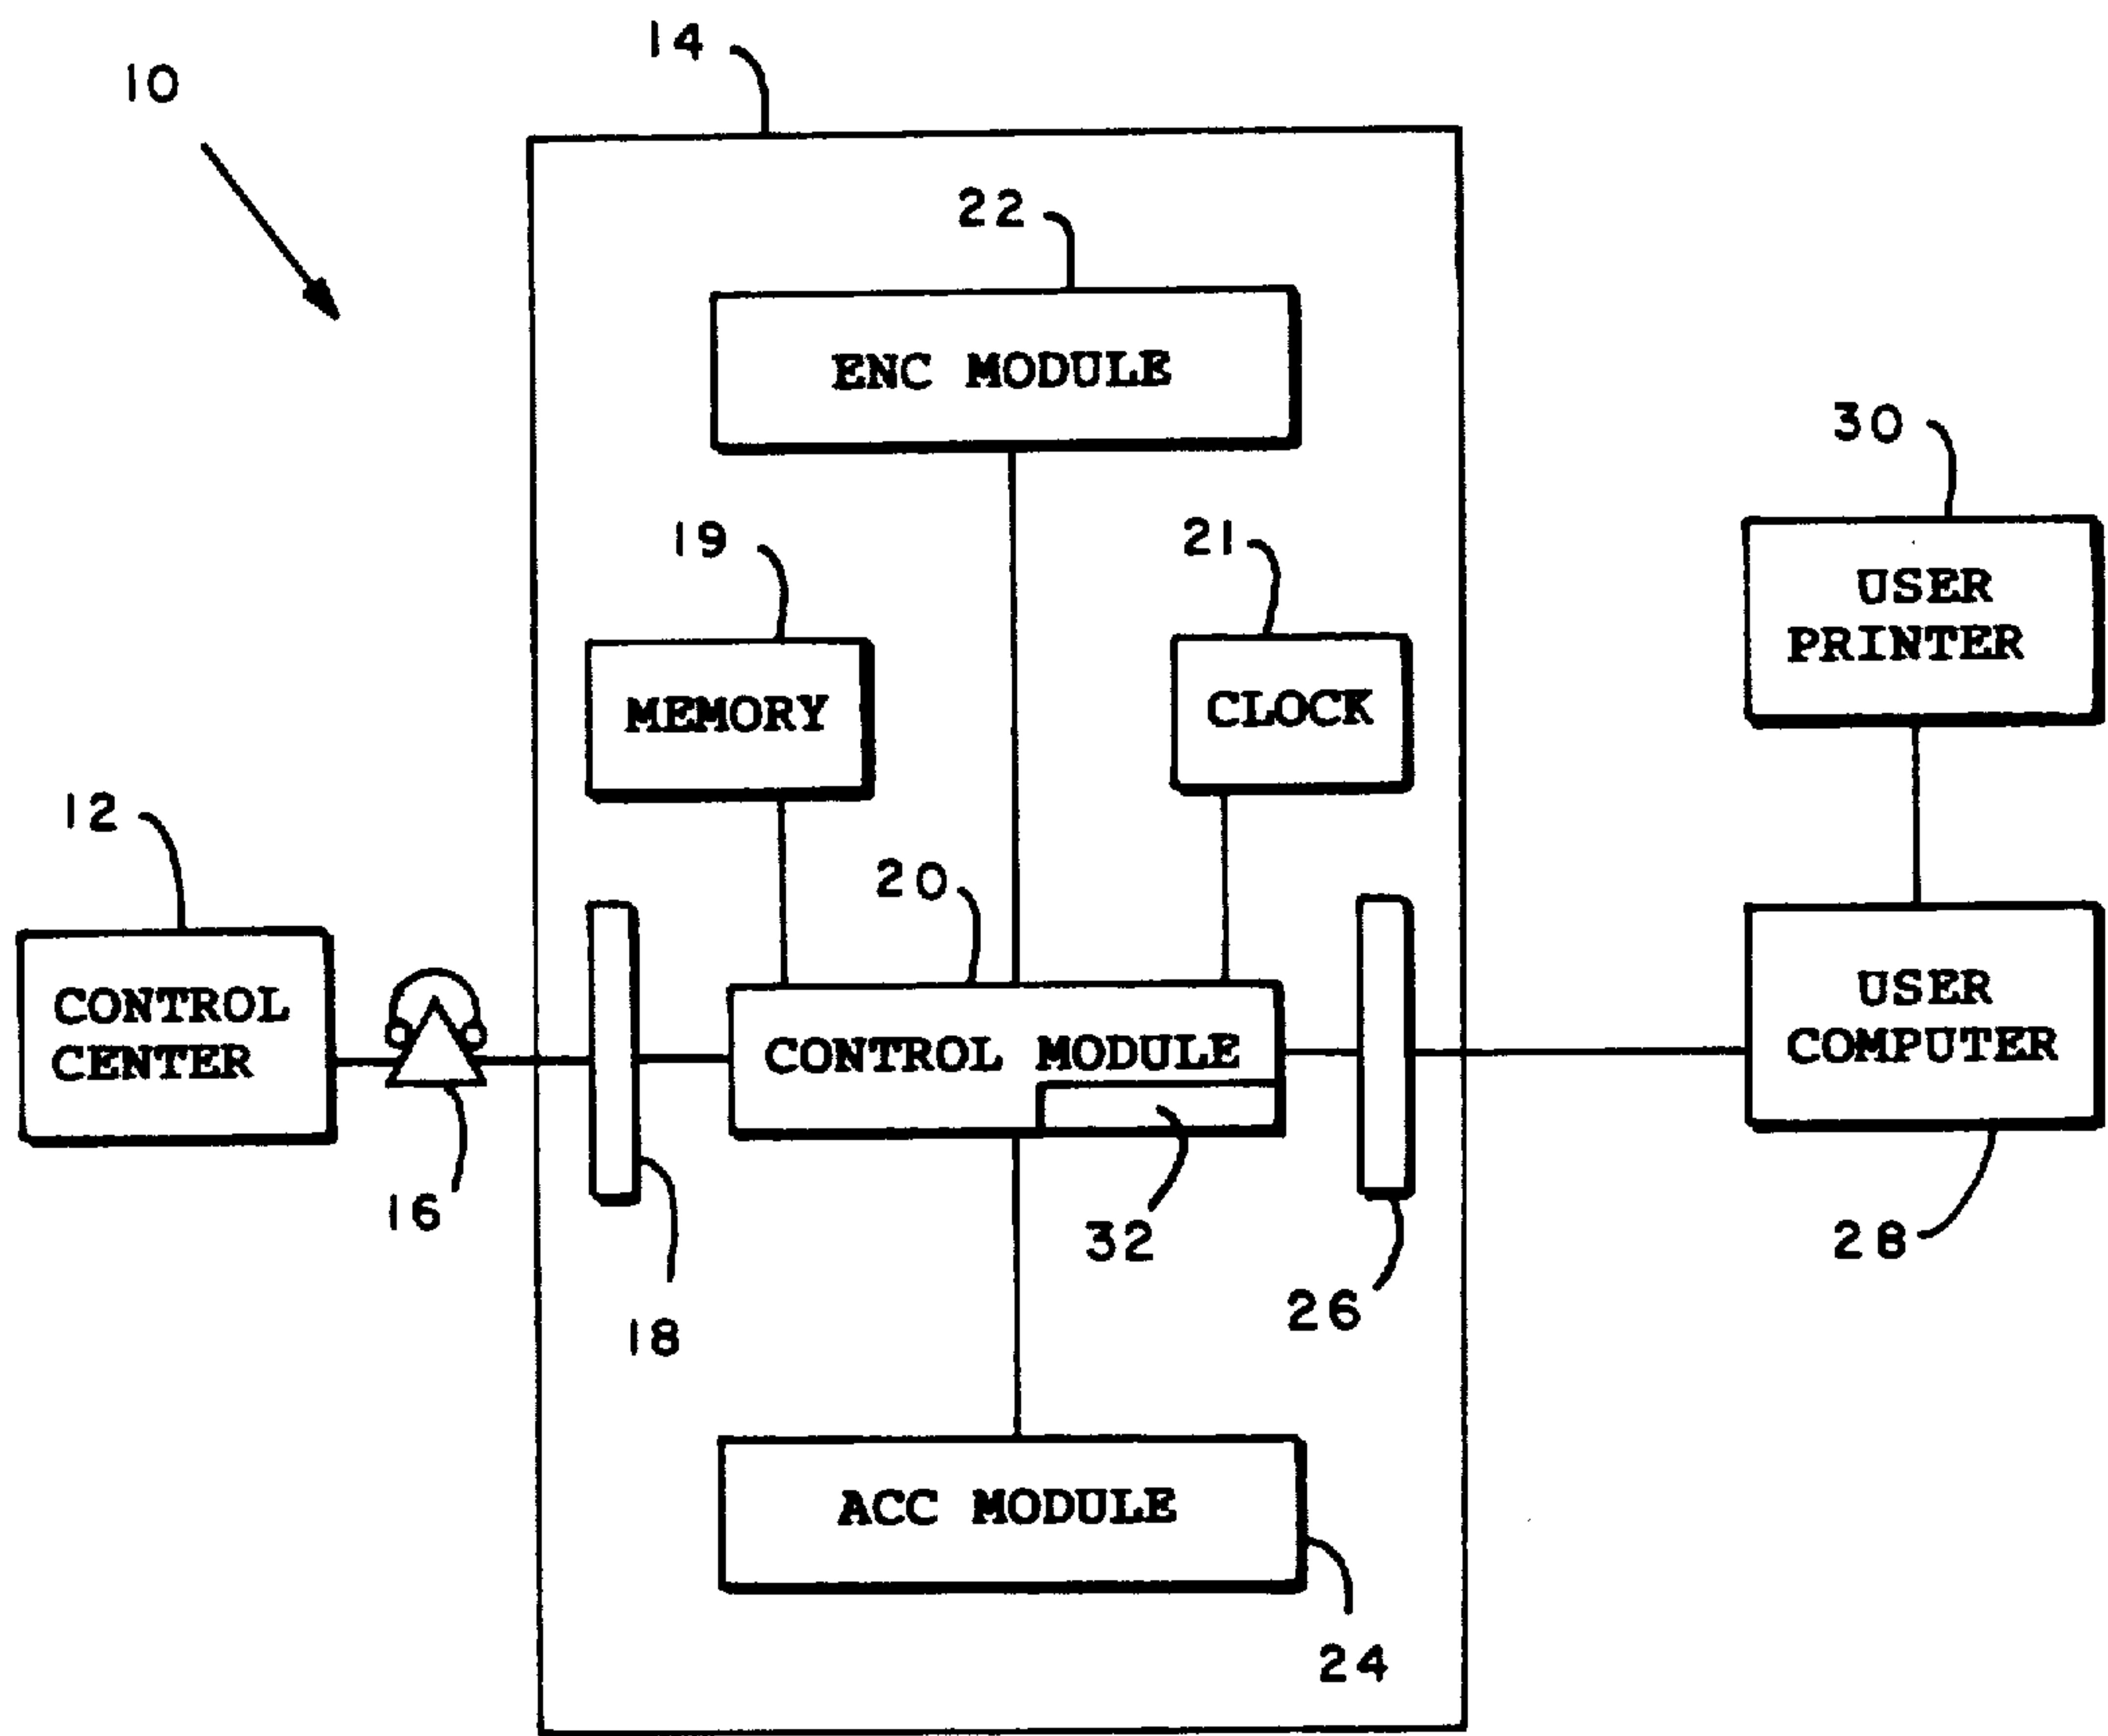 14
10
22
ENC MODULE
30
19
21
USER
PRINTER
MEMORY
CLOCK
12
20
CONTROL
CENTER
CONTROL MODULE
USER
COMPUTER
16
32
28
18
26
ACC MODULE
24